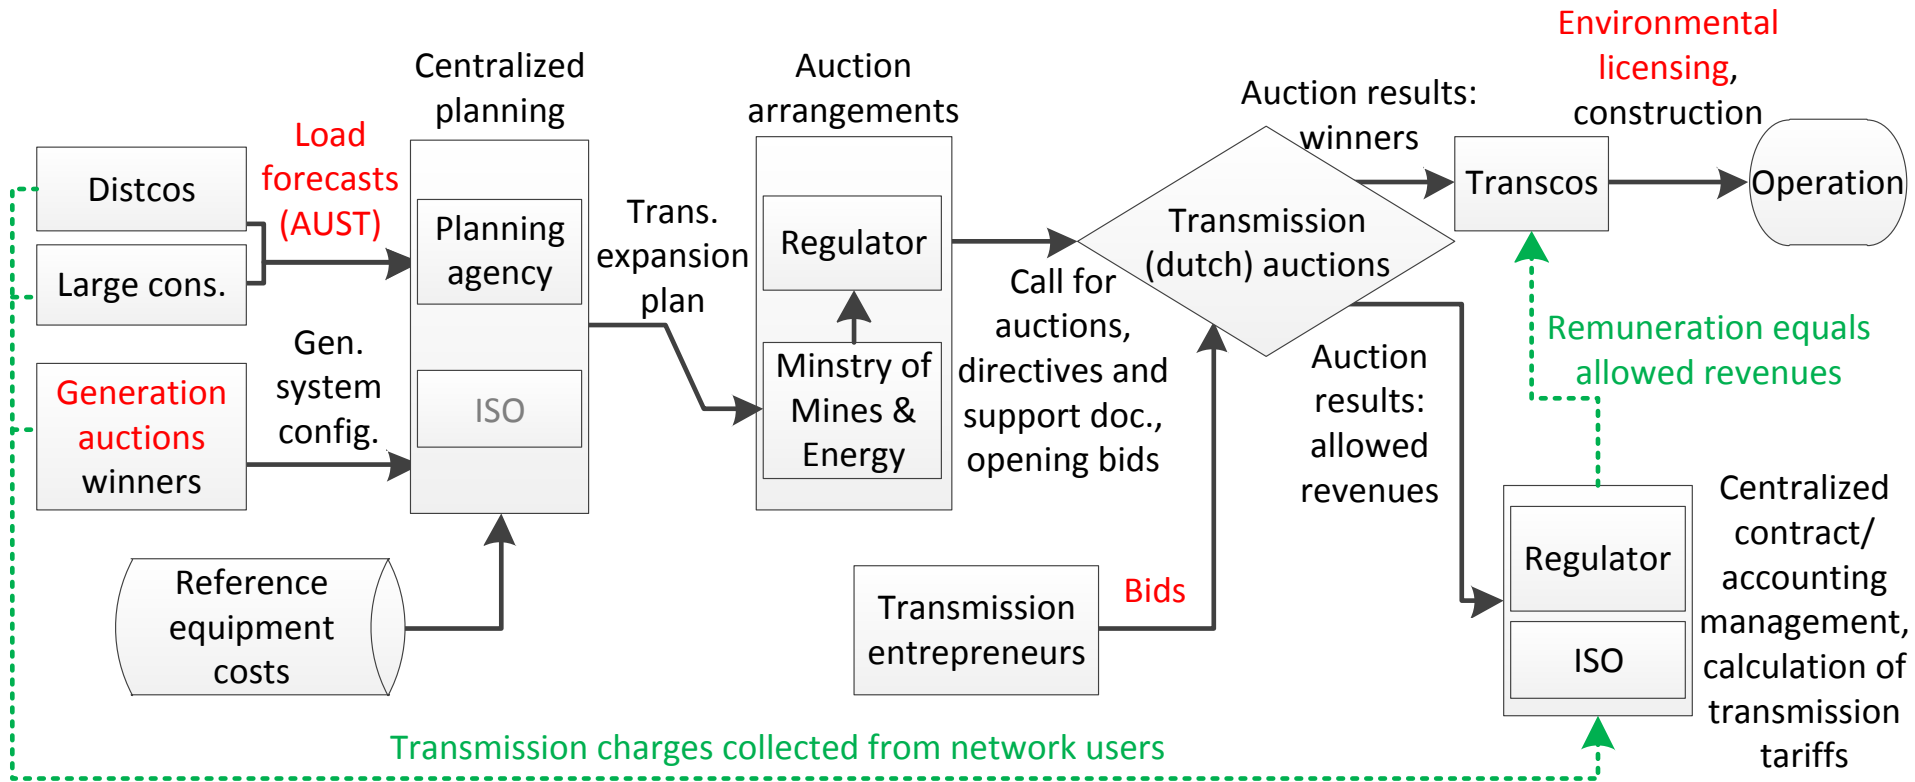 Distcos
Large cons.
Generation
auctions
winners
Load
forecasts
(AUST)
Gen.
system
config.
Reference
equipment
costs
Centralized
planning
Planning
agency
ISO
Trans.
expansion
plan
Auction
arrangements
Regulator
Minstry of
Mines &
Energy
Call for
auctions,
directives and
support doc.,
opening bids
Transmission
entrepreneurs
Bids
Transmission
(dutch) auctions
Auction results:
winners
Transcos
Environmental
licensing,
construction
Operation
Auction
results:
allowed
revenues
Remuneration equals
allowed revenues
Regulator
ISO
Centralized
contract/
accounting
management,
calculation of
transmission
tariffs
Transmission charges collected from network users